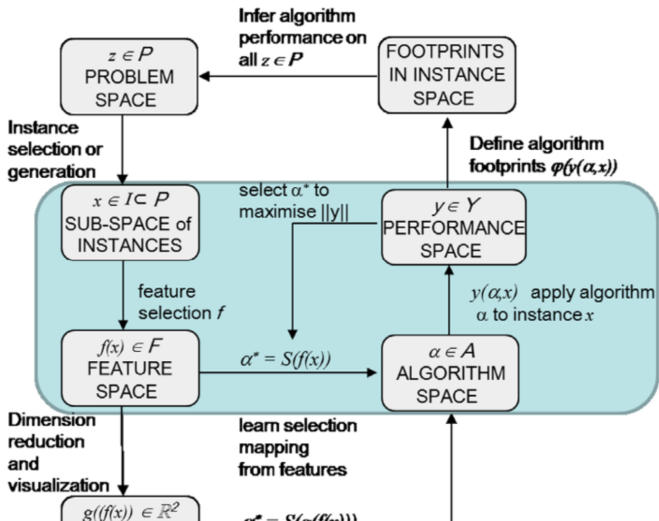 Infer algorithm
performance on
all z ∈ P
z ∈ P
PROBLEM
SPACE
FOOTPRINTS
IN INSTANCE
SPACE
Instance
selection or
generation
Define algorithm
footprints φ(y(α,x))
x ∈ I⊂ P
SUB-SPACE of
INSTANCES
select α* to
maximise ||y||
y ∈ Y
PERFORMANCE
SPACE
feature
selection f
y(α,x) apply algorithm
α to instance x
f(x) ∈ F
FEATURE
SPACE
α* = S(f(x))
α ∈ A
ALGORITHM
SPACE
Dimension
reduction
and
visualization
learn selection
mapping
from features
g((f(x)) ∈ ℝ²
α* = S(g(f(x)))